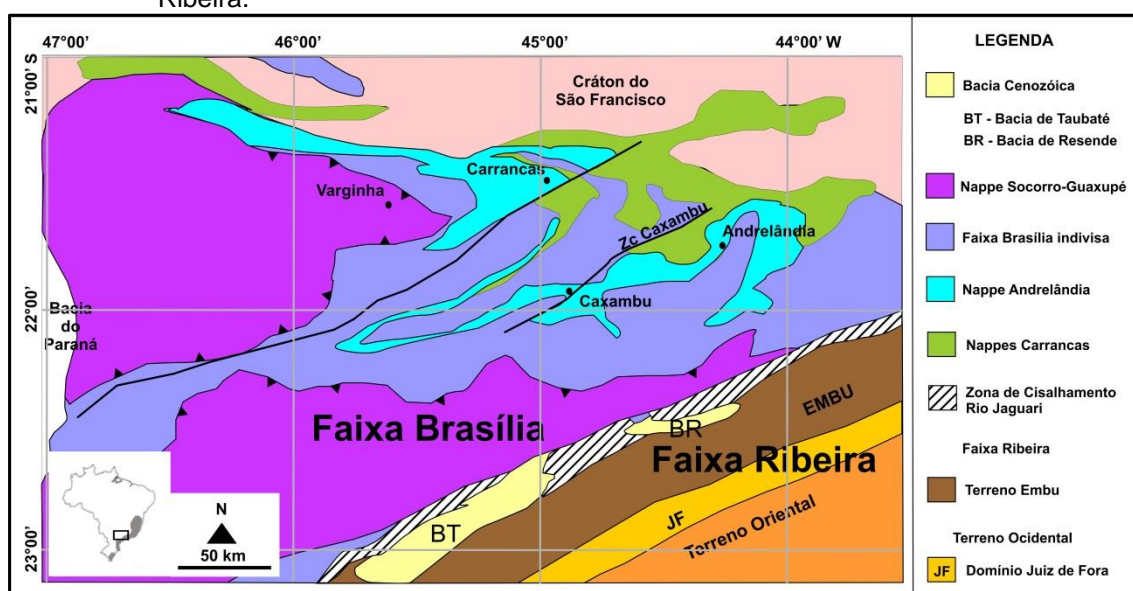 Ribeira.
47°00'
46°00'
45°00'
44°00' W
21°00' S
22°00'
23°00'
Cráton do
São Francisco
Carrancas
Varginha
Zc Caxambu
Andrelândia
Caxambu
Bacia
do
Paraná
Faixa Brasília
EMBU
BR
Faixa Ribeira
BT
JF
Terreno Oriental
N
50 km
LEGENDA
Bacia Cenozóica
BT - Bacia de Taubaté
BR - Bacia de Resende
Nappe Socorro-Guaxupé
Faixa Brasília indivisa
Nappe Andrelândia
Nappes Carrancas
Zona de Cisalhamento
Rio Jaguari
Faixa Ribeira
Terreno Embu
Terreno Ocidental
JF
Domínio Juiz de Fora